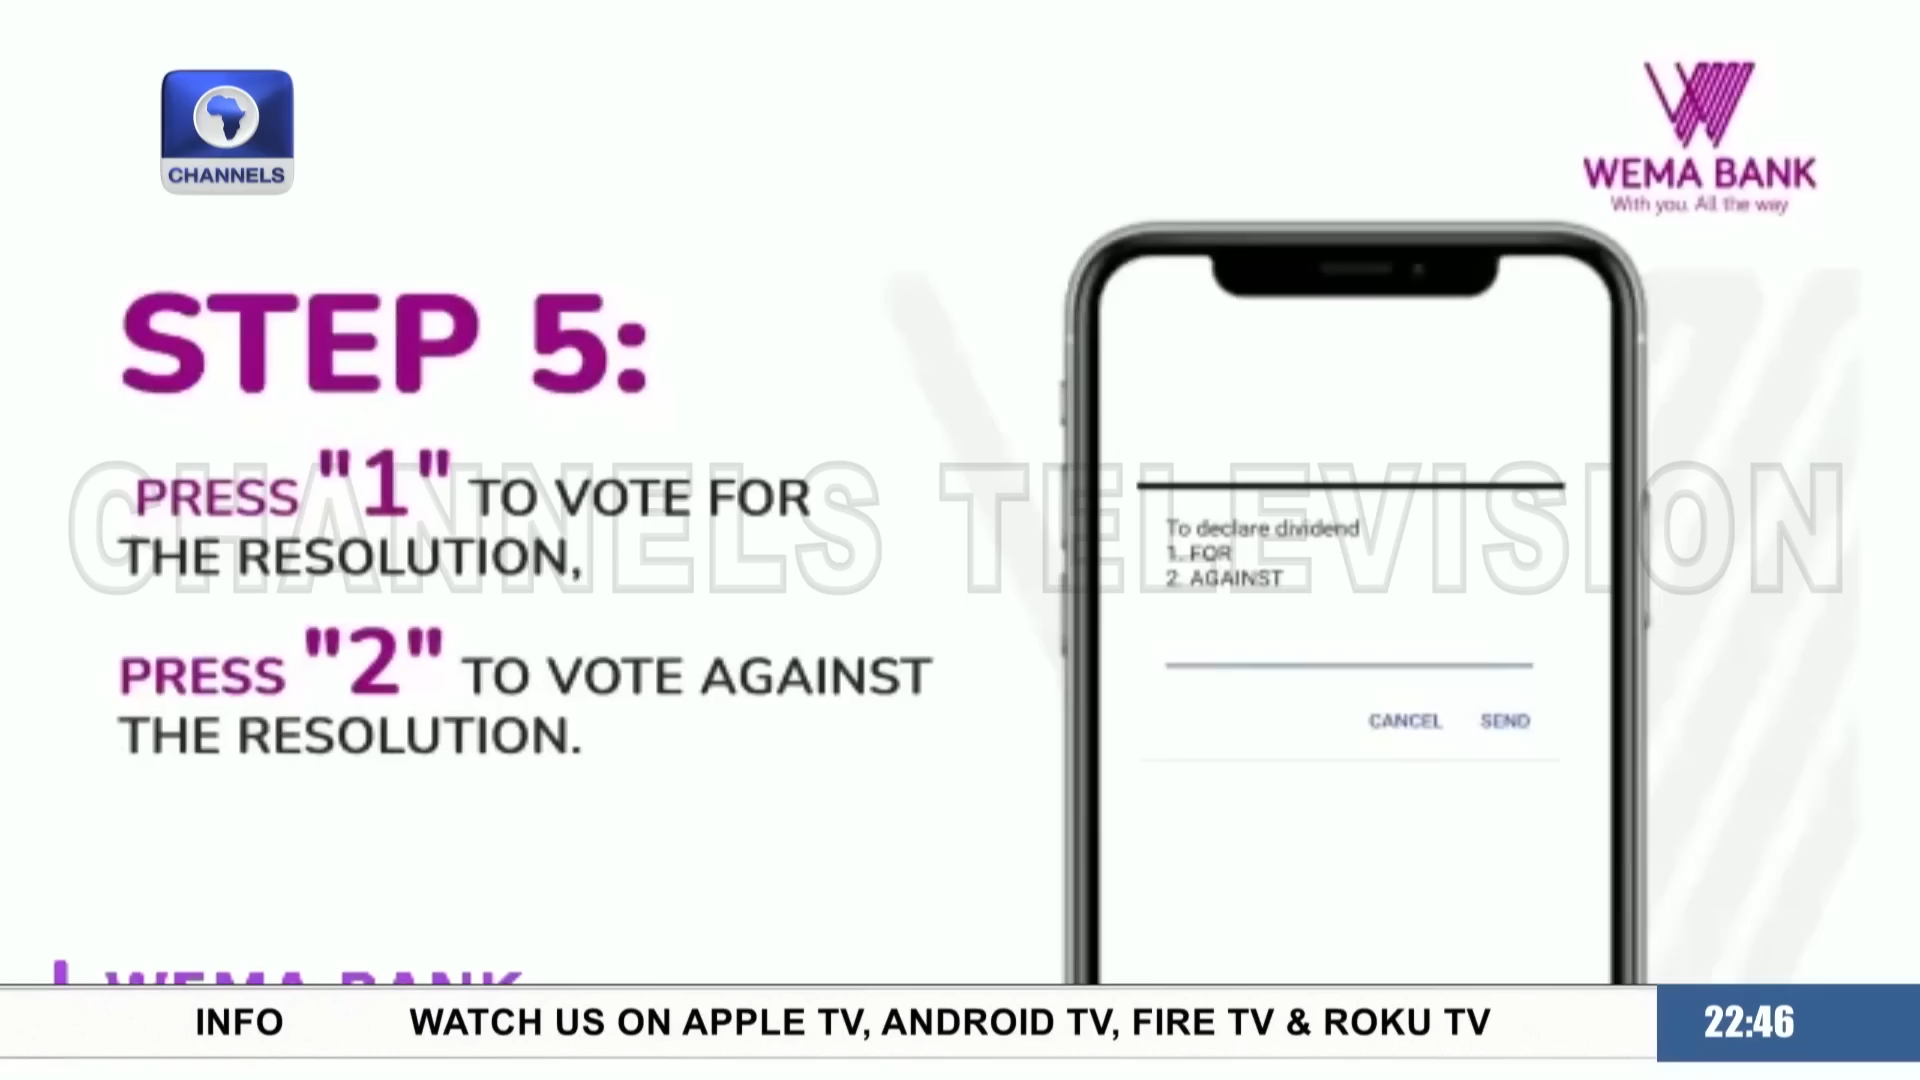 CHANNELS
WEMA BANK
With you. All the way
STEP 5:
PRESS "1" TO VOTE FOR
THE RESOLUTION,
PRESS "2" TO VOTE AGAINST
THE RESOLUTION.
CHANNELS TELEVISION
To declare dividend
1. FOR
2. AGAINST
CANCEL SEND
WEMA BANK
INFO WATCH US ON APPLE TV, ANDROID TV, FIRE TV & ROKU TV 22:46